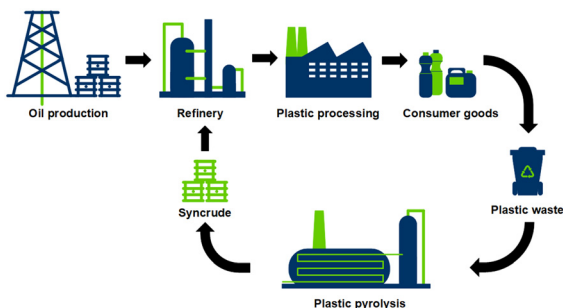 Oil production
Refinery
Plastic processing
Consumer goods
Syncrude
Plastic waste
Plastic pyrolysis